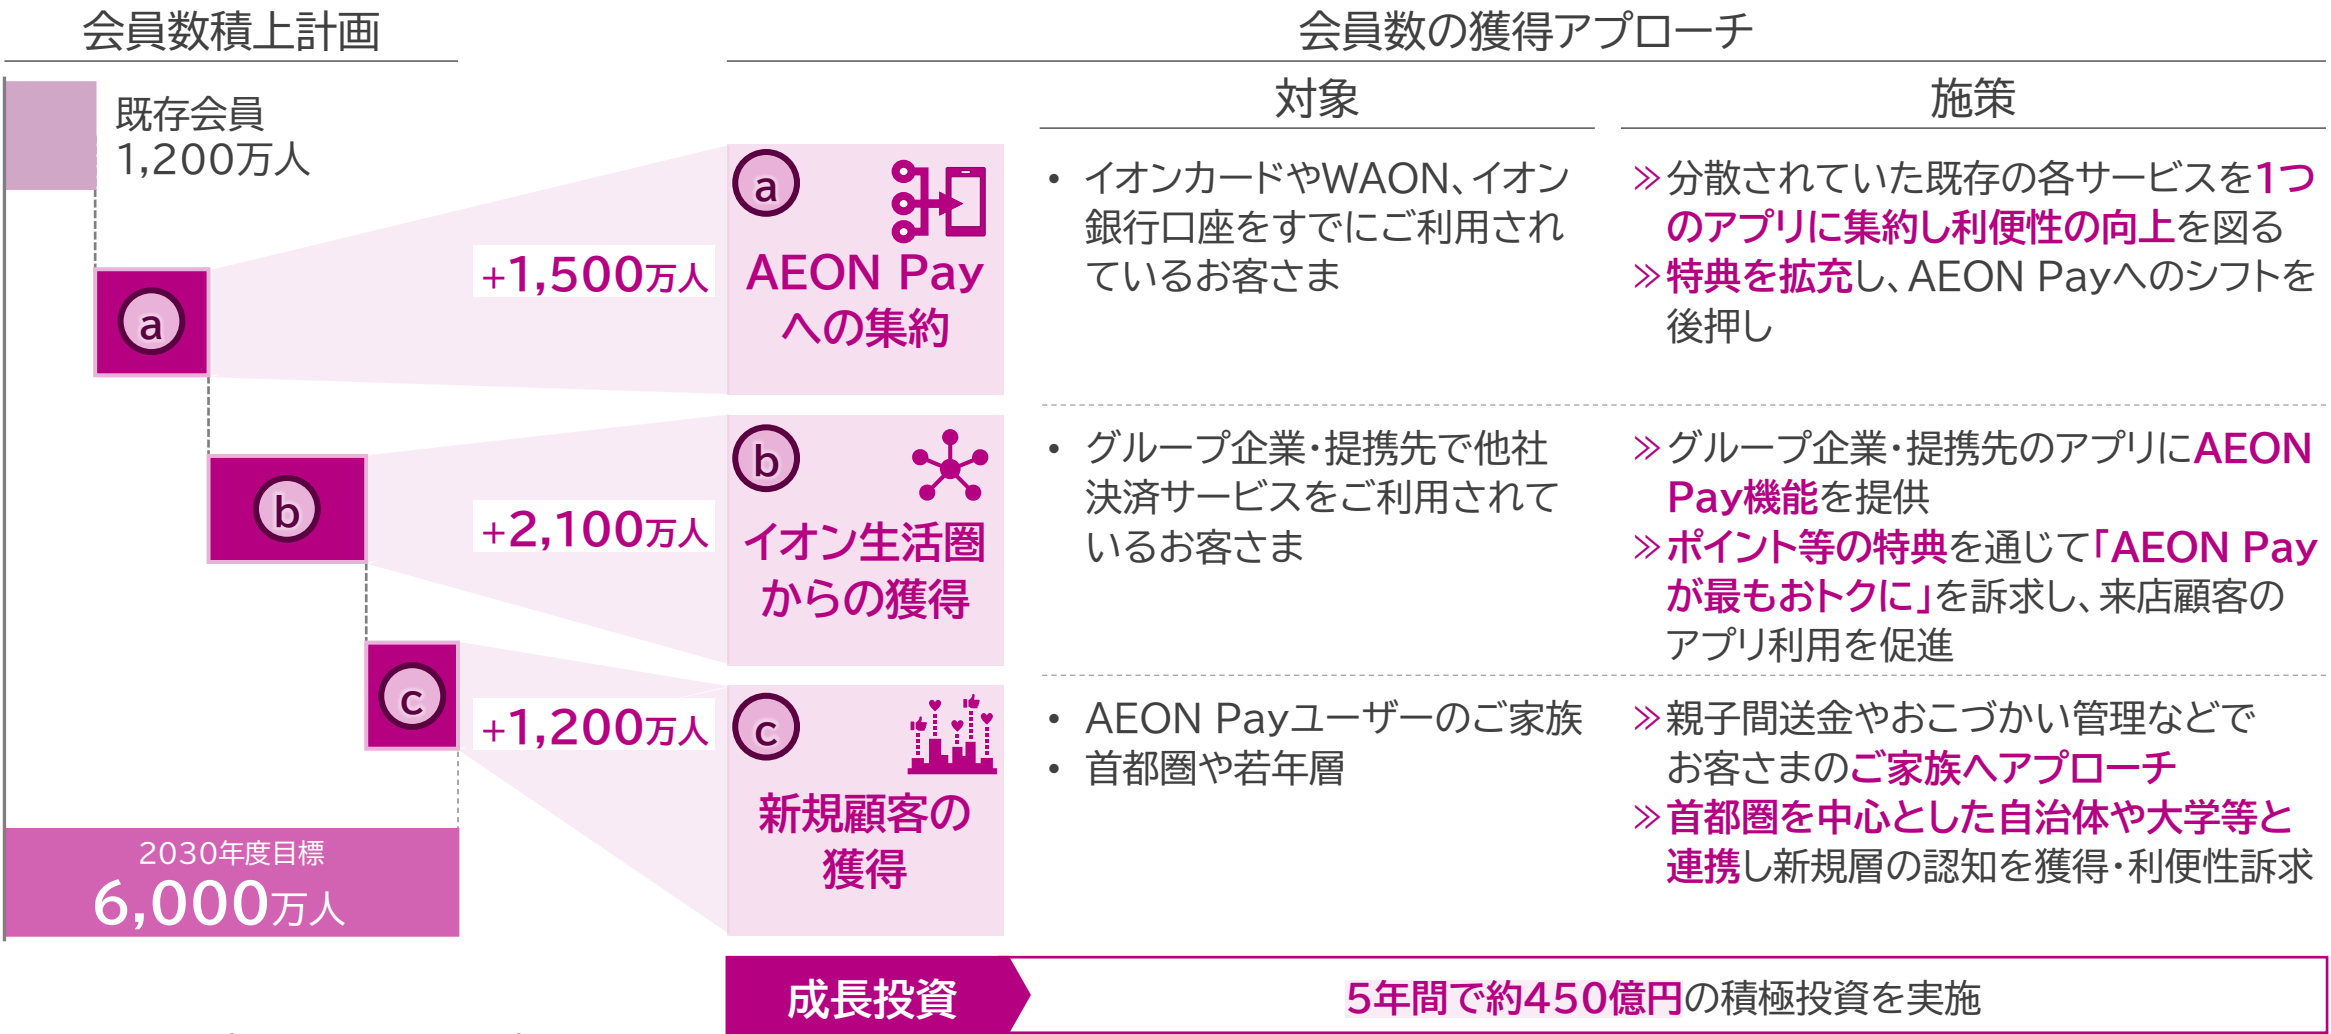 会員数積上計画
会員数の獲得アプローチ
対象
施策
既存会員
1,200万人
a
b
c
2030年度目標
6,000万人
+1,500万人
a
AEON Pay
への集約
• イオンカードやWAON、イオン
銀行口座をすでにご利用され
ているお客さま
≫分散されていた既存の各サービスを1つ
のアプリに集約し利便性の向上を図る
≫特典を拡充し、AEON Payへのシフトを
後押し
+2,100万人
b
イオン生活圏
からの獲得
• グループ企業・提携先で他社
決済サービスをご利用されて
いるお客さま
≫グループ企業・提携先のアプリにAEON
Pay機能を提供
≫ポイント等の特典を通じて「AEON Pay
が最もおトクに」を訴求し、来店顧客の
アプリ利用を促進
+1,200万人
c
新規顧客の
獲得
• AEON Payユーザーのご家族
• 首都圏や若年層
≫親子間送金やおこづかい管理などで
お客さまのご家族へアプローチ
≫首都圏を中心とした自治体や大学等と
連携し新規層の認知を獲得・利便性訴求
成長投資
5年間で約450億円の積極投資を実施